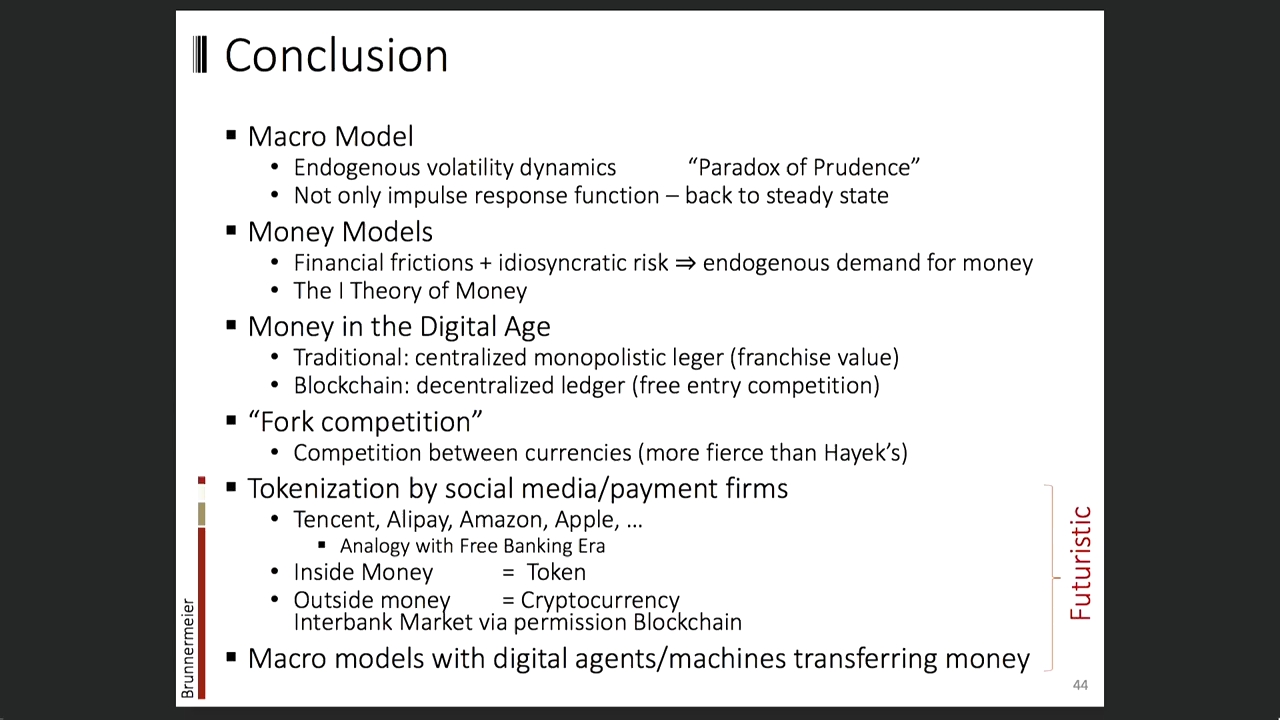 Conclusion
▪ Macro Model
• Endogenous volatility dynamics “Paradox of Prudence”
• Not only impulse response function – back to steady state
▪ Money Models
• Financial frictions + idiosyncratic risk ⇒ endogenous demand for money
• The I Theory of Money
▪ Money in the Digital Age
• Traditional: centralized monopolistic leger (franchise value)
• Blockchain: decentralized ledger (free entry competition)
▪ “Fork competition”
• Competition between currencies (more fierce than Hayek’s)
▪ Tokenization by social media/payment firms
• Tencent, Alipay, Amazon, Apple, ...
▪ Analogy with Free Banking Era
• Inside Money = Token
• Outside money = Cryptocurrency
Interbank Market via permission Blockchain
▪ Macro models with digital agents/machines transferring money
Futuristic
Brunnermeier
44